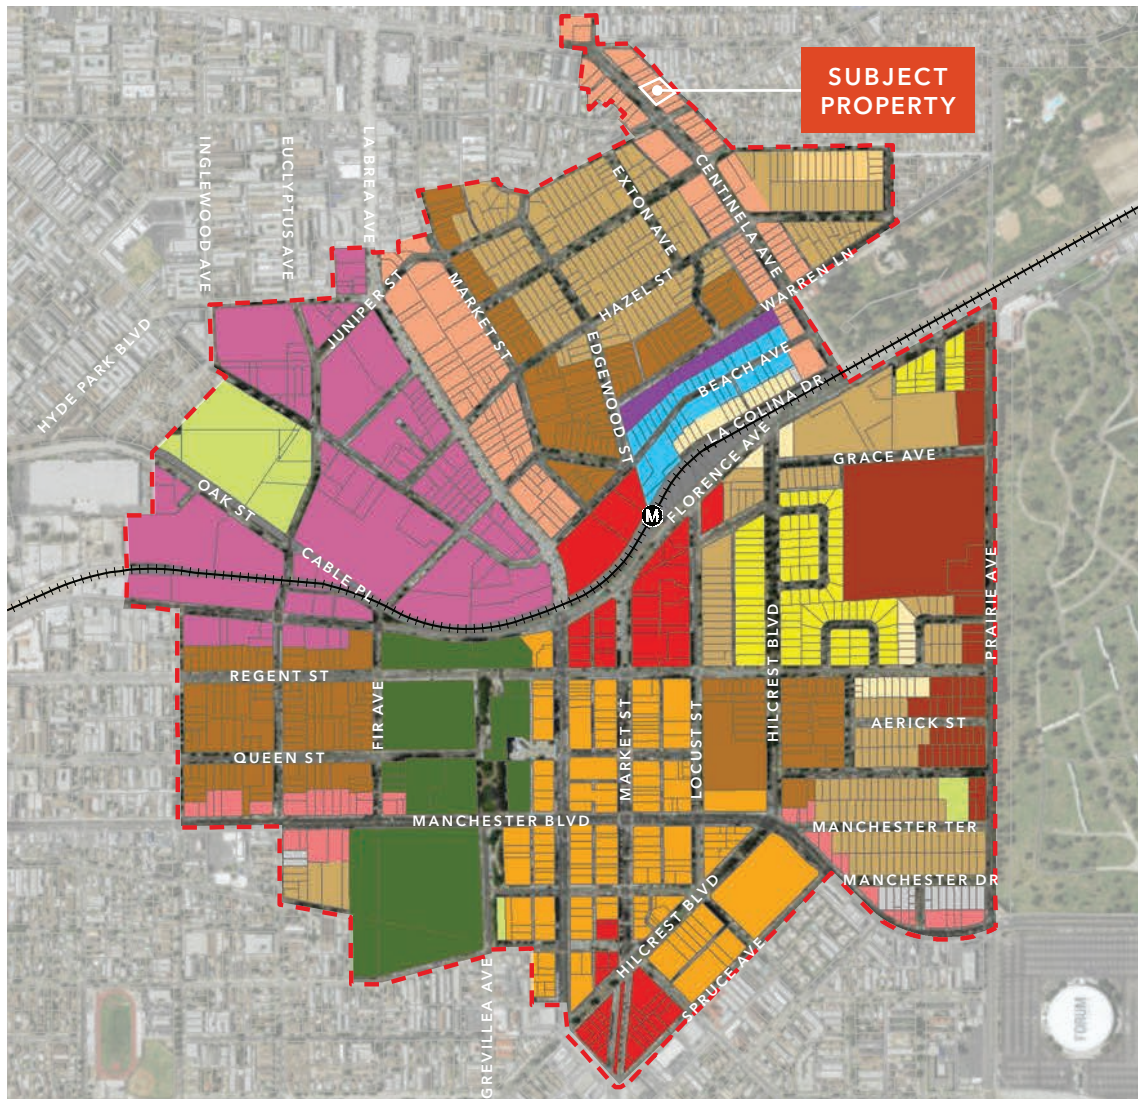 SUBJECT
PROPERTY
INGLEWOOD AVE
EUCLYPTUS AVE
LA BREA AVE
EXTON AVE
CENTINELA AVE
WARREN LN
HAZEL ST
JUNIPER ST
MARKET ST
HYDE PARK BLVD
EDGEWOOD ST
BEACH AVE
LA COLINA DR
FLORENCE AVE
GRACE AVE
OAK ST
M
CABLE PL
PRAIRIE AVE
HILCREST BLVD
REGENT ST
FIR AVE
MARKET ST
LOCUST ST
AERICK ST
QUEEN ST
MANCHESTER BLVD
MANCHESTER TER
MANCHESTER DR
HILCREST BLVD
SPRUCE AVE
GREVILLEA AVE
FORUM